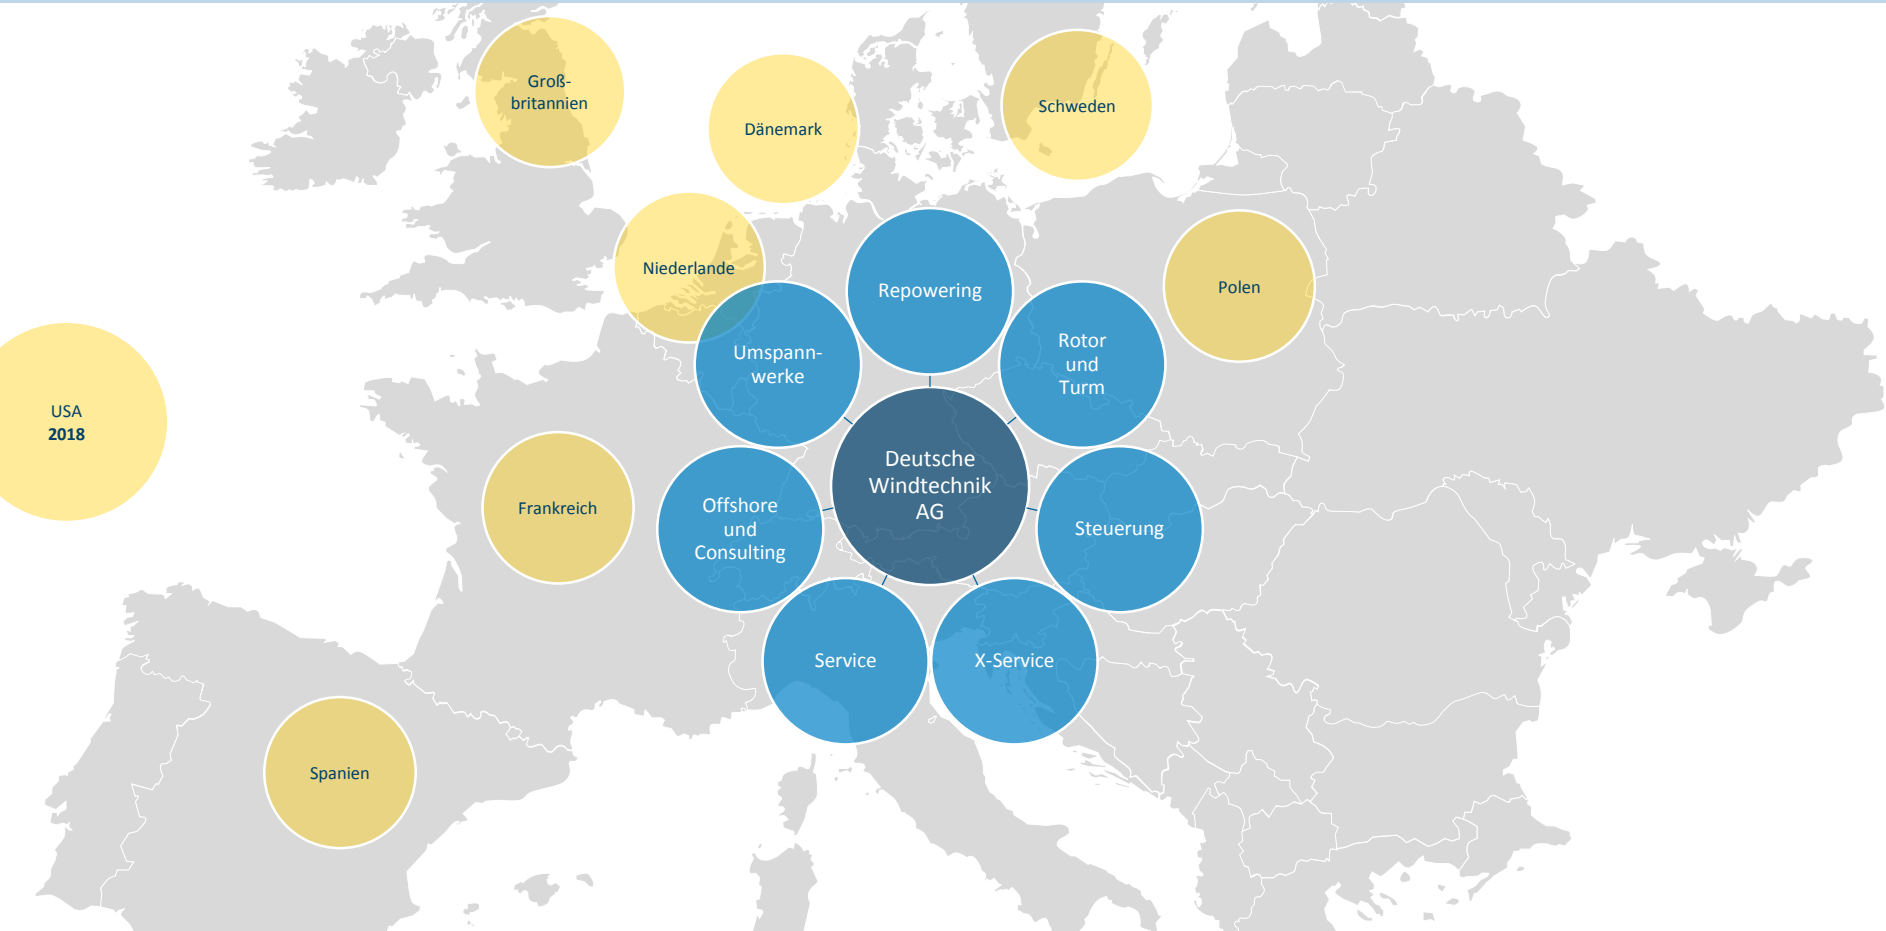 Groß-
britannien
Dänemark
Schweden
Niederlande
Repowering
Polen
Umspann-
werke
Rotor
und
Turm
USA
2018
Deutsche
Windtechnik
AG
Frankreich
Offshore
und
Consulting
Steuerung
Service
X-Service
Spanien